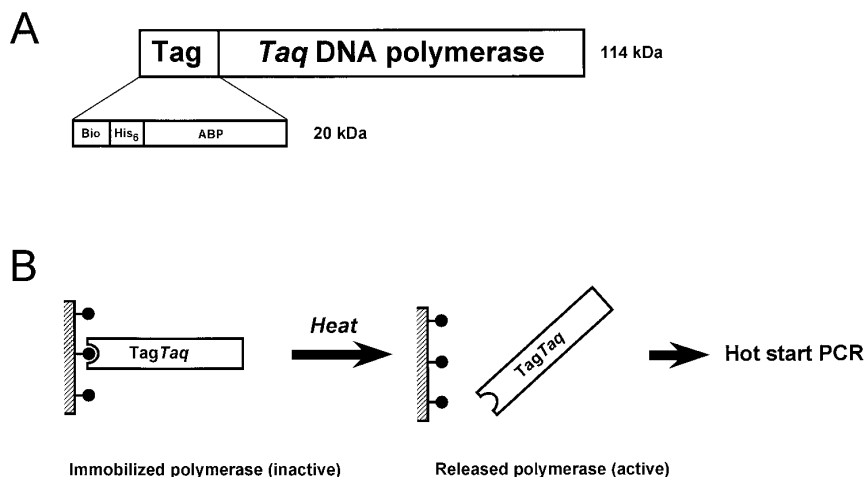 A
Tag
Taq DNA polymerase
114 kDa
Bio
His6
ABP
20 kDa
B
TagTaq
Heat
TagTaq
Hot start PCR
Immobilized polymerase (inactive)
Released polymerase (active)